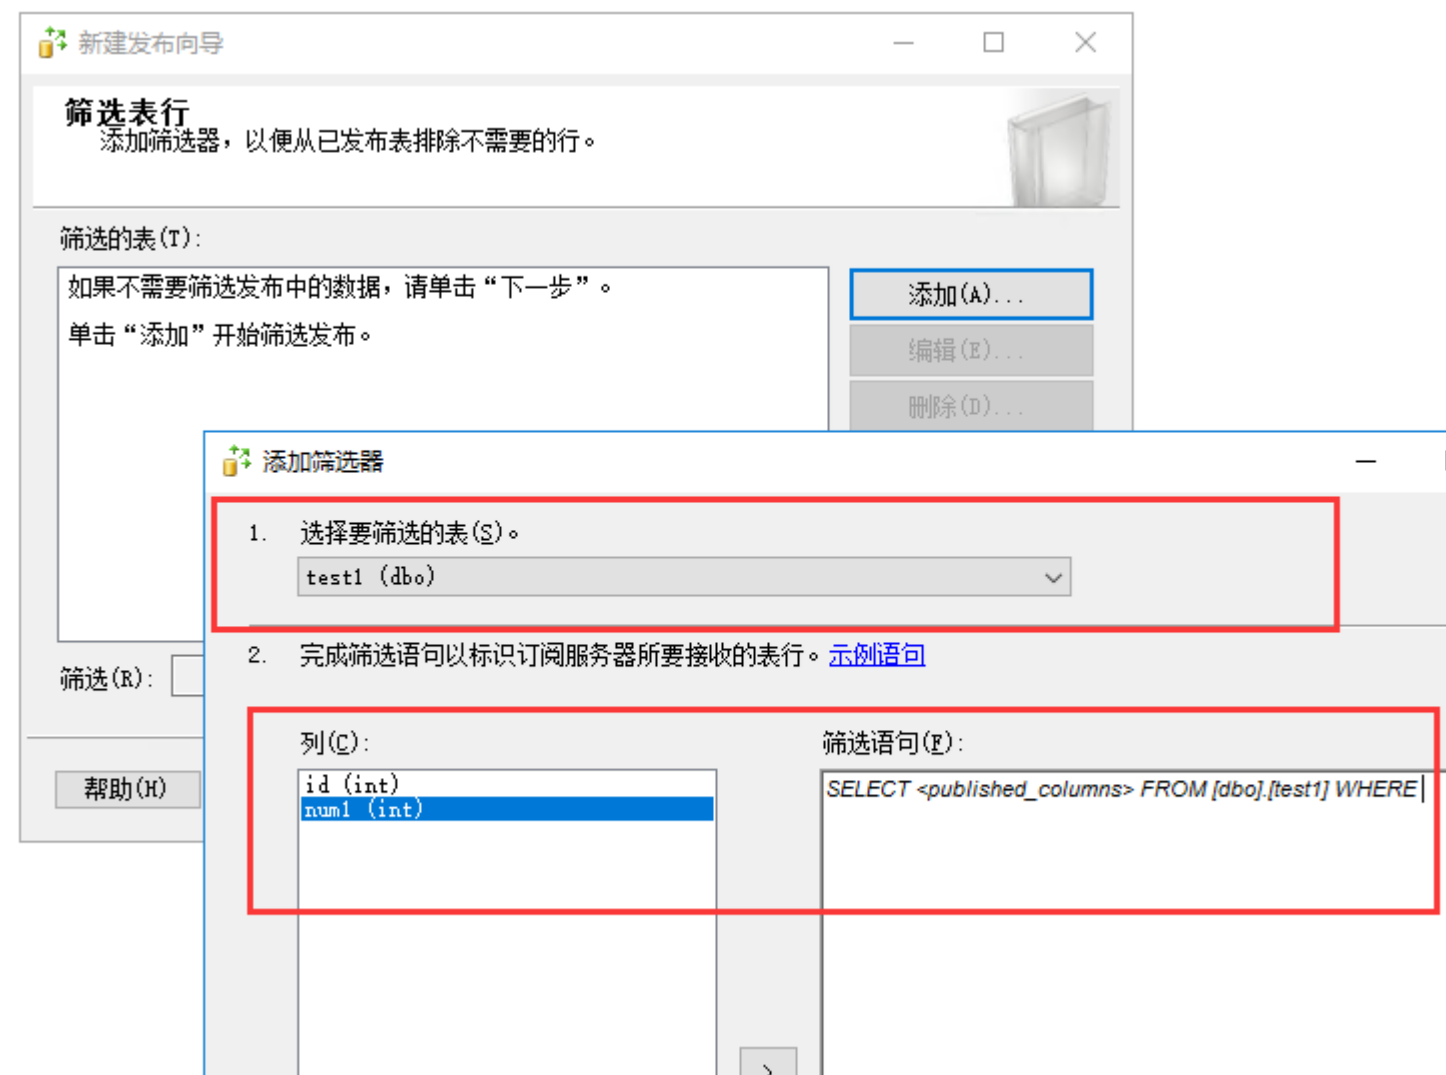 新建发布向导
筛选表行
添加筛选器，以便从已发布表排除不需要的行。
筛选的表(T):
如果不需要筛选发布中的数据，请单击“下一步”。
单击“添加”开始筛选发布。
添加(A)...
编辑(E)...
删除(D)...
筛选(R):
帮助(H)
添加筛选器
1. 选择要筛选的表(S)。
test1 (dbo)
2. 完成筛选语句以标识订阅服务器所要接收的表行。示例语句
列(C):
id (int)
num1 (int)
筛选语句(F):
SELECT <published_columns> FROM [dbo].[test1] WHERE
>